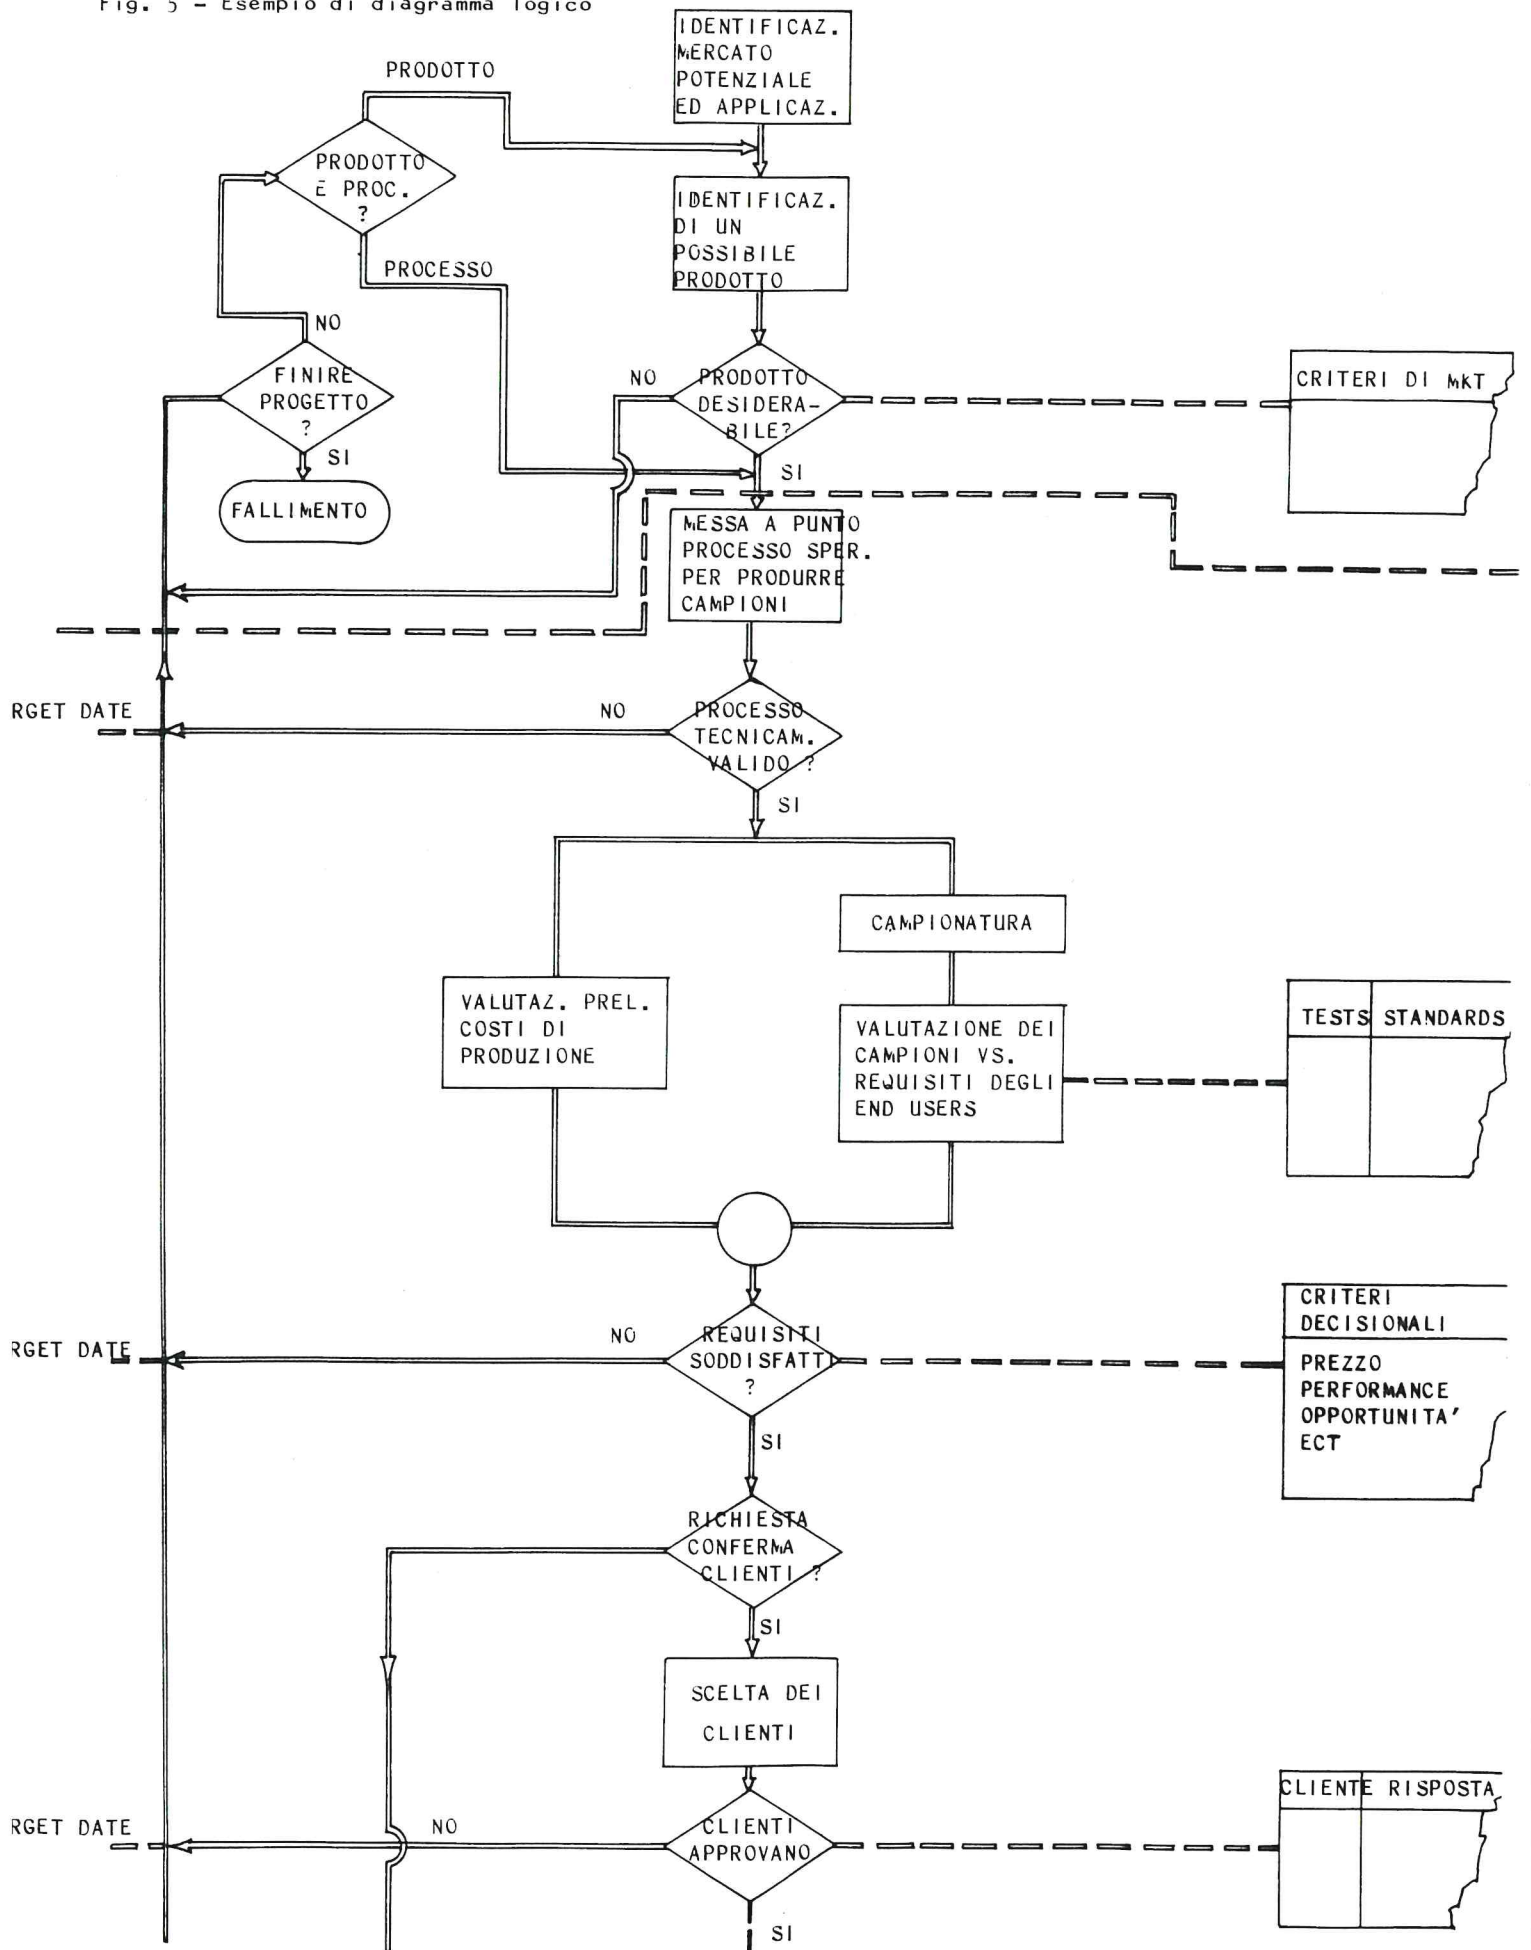 Fig. 5 - Esempio di diagramma logico
IDENTIFICAZ.
MERCATO
POTENZIALE
ED APPLICAZ.
PRODOTTO
PRODOTTO
E PROC.
?
IDENTIFICAZ.
DI UN
POSSIBILE
PRODOTTO
PROCESSO
NO
FINIRE
PROGETTO
?
SI
FALLIMENTO
NO
PRODOTTO
DESIDERA-
BILE?
SI
CRITERI DI MKT
MESSA A PUNTO
PROCESSO SPER.
PER PRODURRE
CAMPIONI
RGET DATE
NO
PROCESSO
TECNICAM.
VALIDO ?
SI
CAMPIONATURA
VALUTAZ. PREL.
COSTI DI
PRODUZIONE
VALUTAZIONE DEI
CAMPIONI VS.
REQUISITI DEGLI
END USERS
TESTS STANDARDS
RGET DATE
NO
REQUISITI
SODDISFATTI
?
SI
CRITERI
DECISIONALI
PREZZO
PERFORMANCE
OPPORTUNITA'
ECT
RICHIESTA
CONFERMA
CLIENTI ?
SI
SCELTA DEI
CLIENTI
RGET DATE
NO
CLIENTI
APPROVANO
SI
CLIENTE RISPOSTA